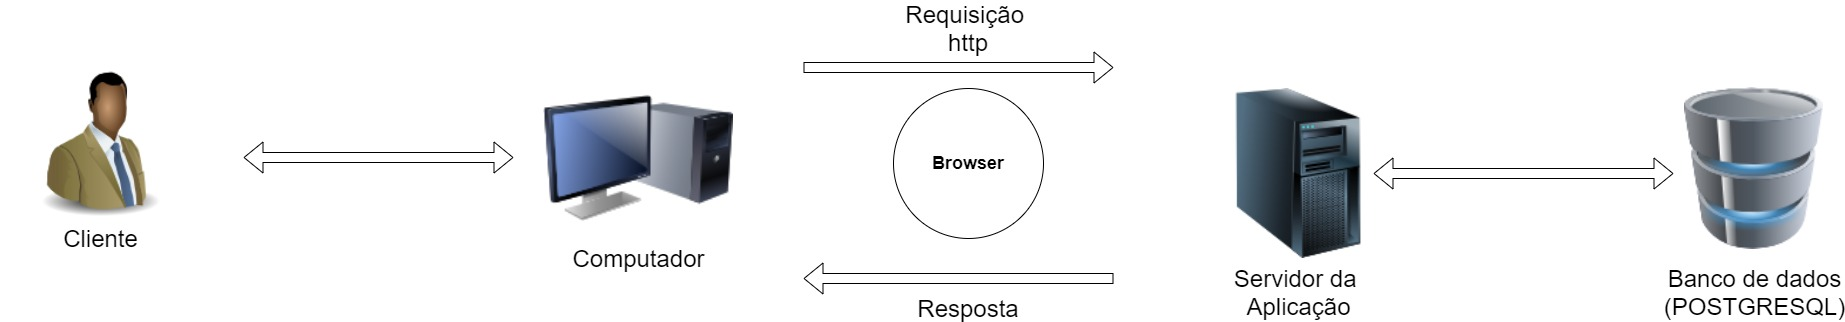 Requisição
http
Browser
Cliente
Computador
Resposta
Servidor da
Aplicação
Banco de dados
(POSTGRESQL)